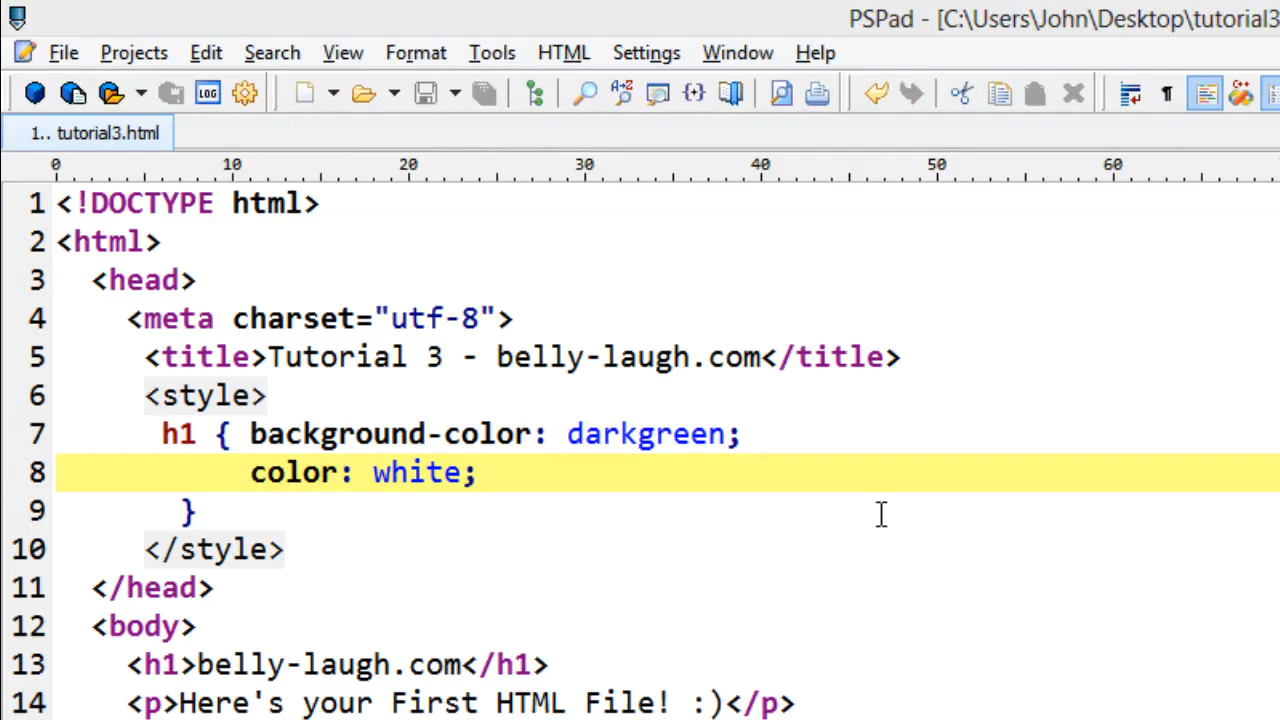 PSPad - [C:\Users\John\Desktop\tutorial3
File Projects Edit Search View Format Tools HTML Settings Window Help
LOG A→Z
1.. tutorial3.html
0 10 20 30 40 50 60
1 <!DOCTYPE html>
2 <html>
3 <head>
4 <meta charset="utf-8">
5 <title>Tutorial 3 - belly-laugh.com</title>
6 <style>
7 h1 { background-color: darkgreen;
8 color: white;
9 }
10 </style>
11 </head>
12 <body>
13 <h1>belly-laugh.com</h1>
14 <p>Here's your First HTML File! :)</p>